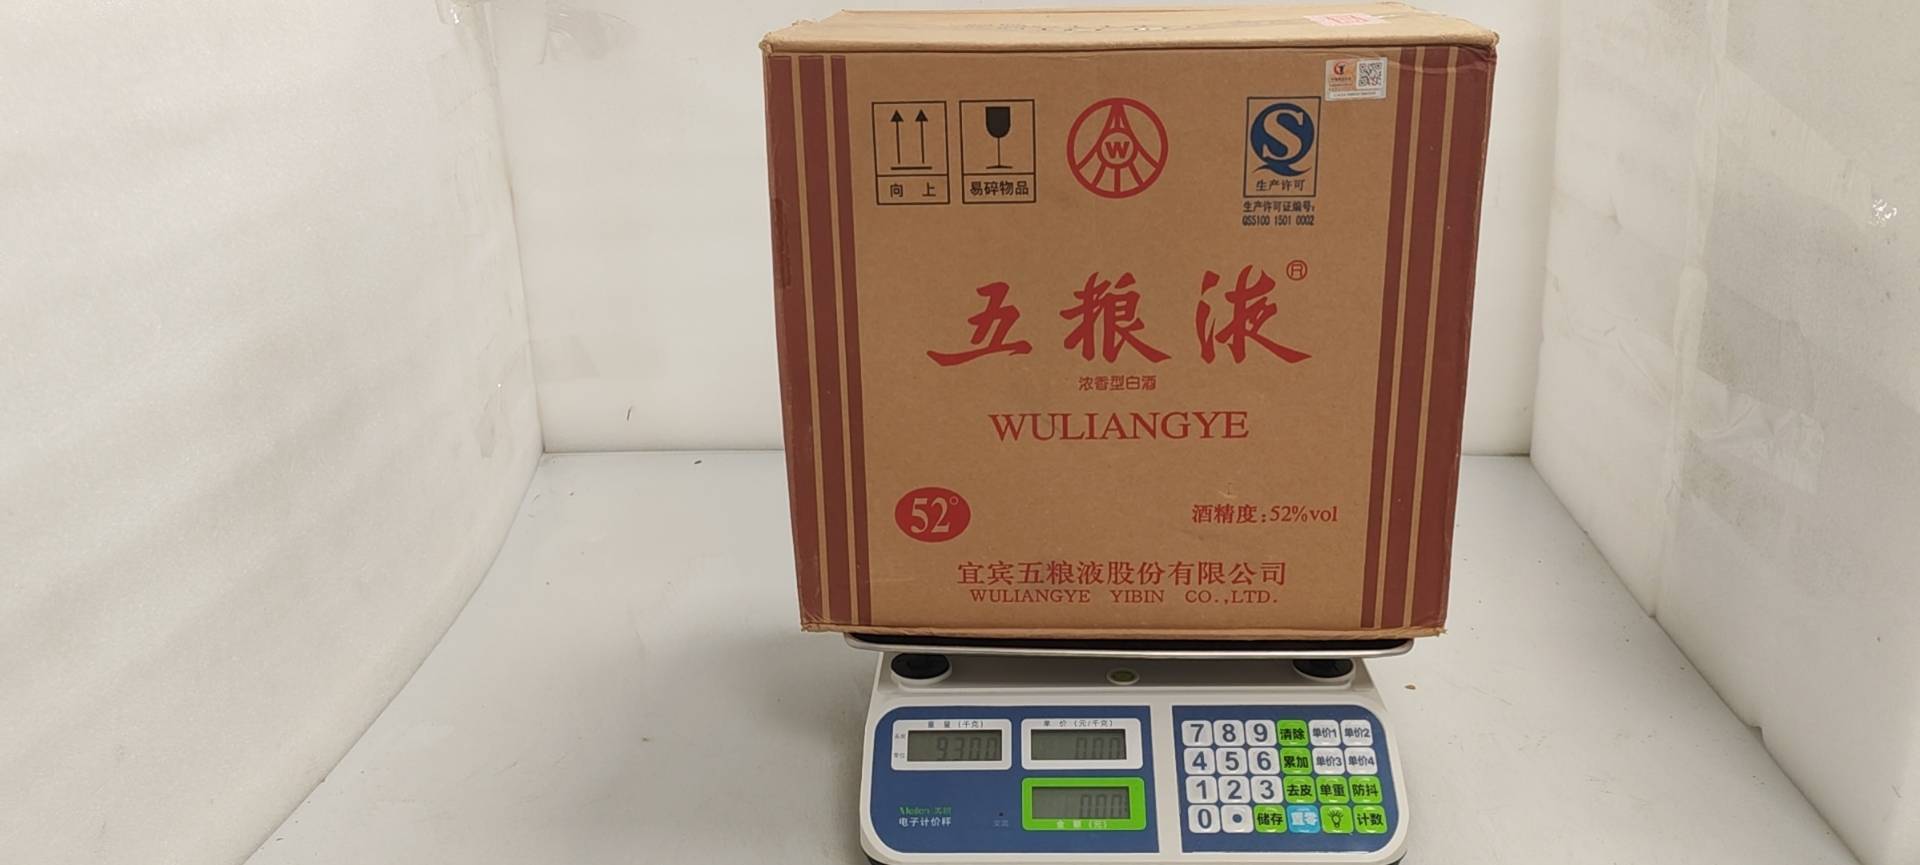 向 上
易碎物品
W
S
生产许可
生产许可证编号:
QS5100 1501 0002
五粮液®
浓香型白酒
WULIANGYE
52°
酒精度:52%vol
宜宾五粮液股份有限公司
WULIANGYE YIBIN CO.,LTD.
重量(千克)
单价(元/千克)
9.300
0.00
0.00
金额(元)
电子计价秤
7 8 9 清除 单价1 单价2
4 5 6 累加 单价3 单价4
1 2 3 去皮 单重 防抖
0 • 储存 置零 计数